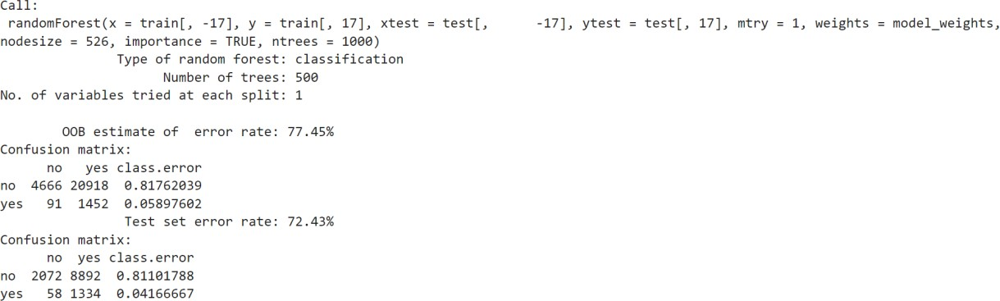 Call:
 randomForest(x = train[, -17], y = train[, 17], xtest = test[,      -17], ytest = test[, 17], mtry = 1, weights = model_weights,
nodesize = 526, importance = TRUE, ntrees = 1000)
               Type of random forest: classification
                     Number of trees: 500
No. of variables tried at each split: 1

        OOB estimate of  error rate: 77.45%
Confusion matrix:
      no   yes class.error
no  4666 20918  0.81762039
yes   91  1452  0.05897602
                Test set error rate: 72.43%
Confusion matrix:
      no  yes class.error
no  2072 8892  0.81101788
yes   58 1334  0.04166667